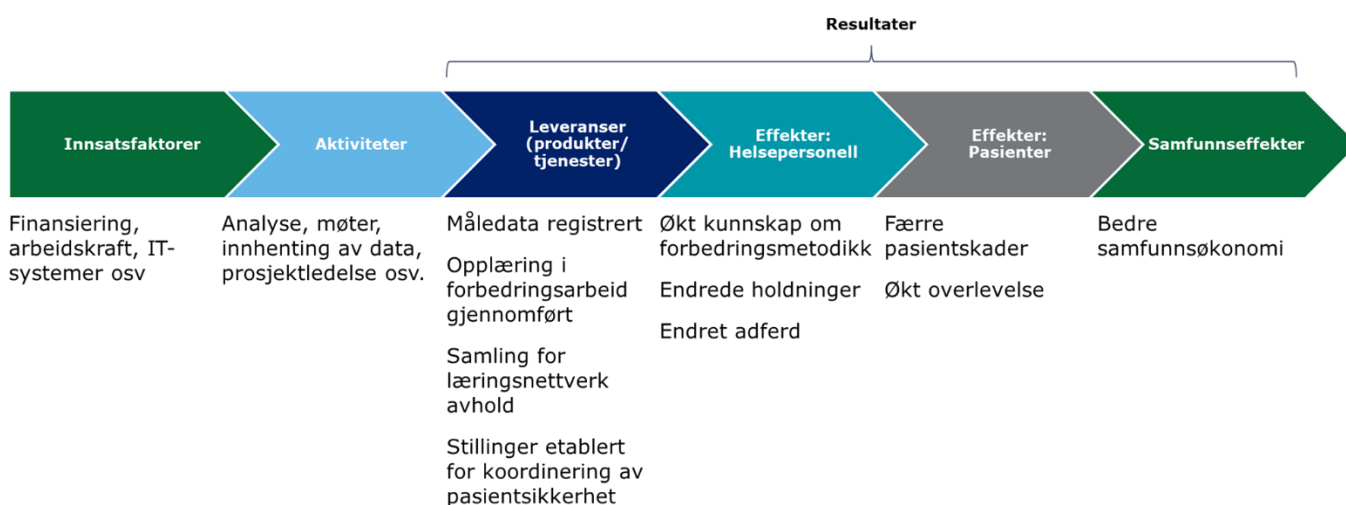 Resultater
Innsatsfaktorer
Aktiviteter
Leveranser
(produkter/
tjenester)
Effekter:
Helsepersonell
Effekter:
Pasienter
Samfunnseffekter
Finansiering,
arbeidskraft, IT-
systemer osv
Analyse, møter,
innhenting av data,
prosjektledelse osv.
Måledata registrert
Opplæring i
forbedringsarbeid
gjennomført
Samling for
læringsnettverk
avhold
Stillinger etablert
for koordinering av
pasientsikkerhet
Økt kunnskap om
forbedringsmetodikk
Endrede holdninger
Endret adferd
Færre
pasientskader
Økt overlevelse
Bedre
samfunnsøkonomi